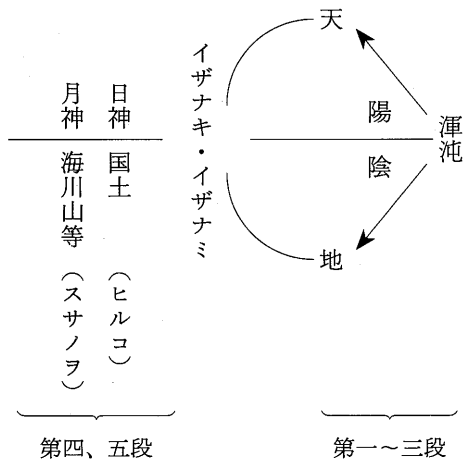 渾沌
天
陽
陰
地
イザナキ・イザナミ
日神
国土
（ヒルコ）
月神
海川山等
（スサノヲ）
第一～三段
第四、五段